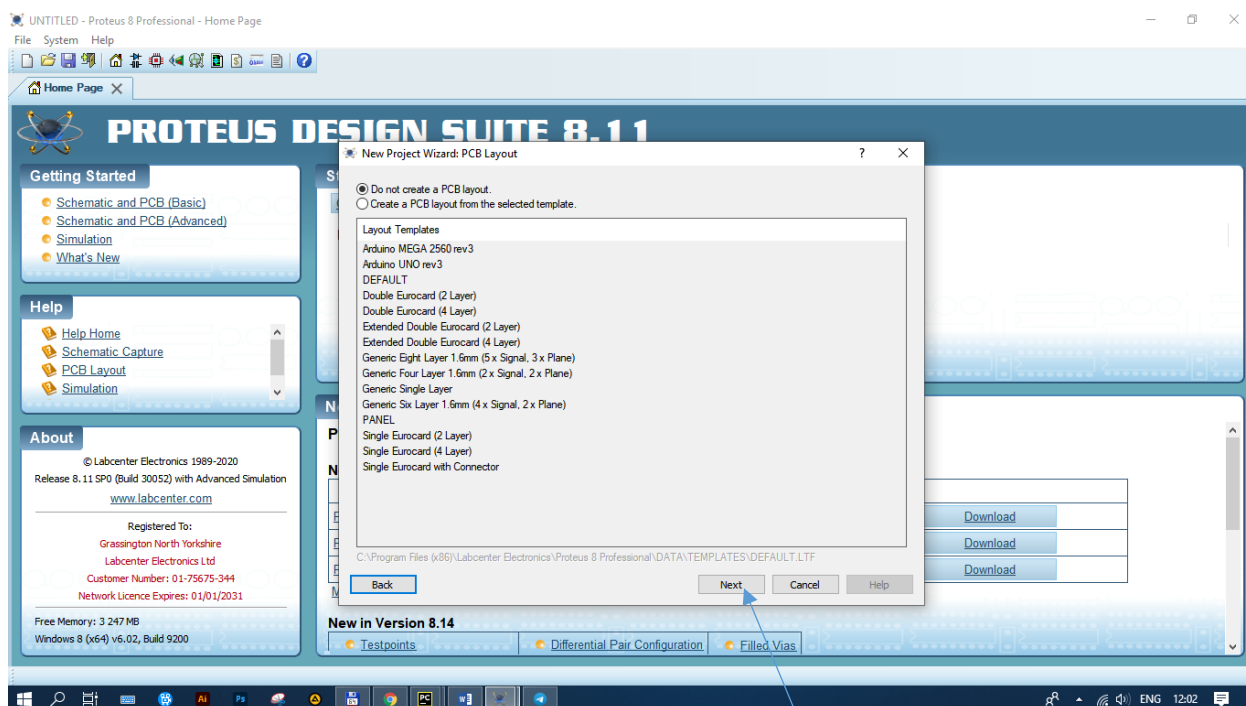 UNTITLED - Proteus 8 Professional - Home Page
File System Help
Home Page
PROTEUS DESIGN SUITE 8.11
Getting Started
Schematic and PCB (Basic)
Schematic and PCB (Advanced)
Simulation
What's New
Help
Help Home
Schematic Capture
PCB Layout
Simulation
About
© Labcenter Electronics 1989-2020
Release 8.11 SP0 (Build 30052) with Advanced Simulation
www.labcenter.com
Registered To:
Grassington North Yorkshire
Labcenter Electronics Ltd
Customer Number: 01-75675-344
Network Licence Expires: 01/01/2031
Free Memory: 3 247 MB
Windows 8 (x64) v6.02, Build 9200
New Project Wizard: PCB Layout
Do not create a PCB layout.
Create a PCB layout from the selected template.
Layout Templates
Arduino MEGA 2560 rev3
Arduino UNO rev3
DEFAULT
Double Eurocard (2 Layer)
Double Eurocard (4 Layer)
Extended Double Eurocard (2 Layer)
Extended Double Eurocard (4 Layer)
Generic Eight Layer 1.6mm (5 x Signal, 3 x Plane)
Generic Four Layer 1.6mm (2 x Signal, 2 x Plane)
Generic Single Layer
Generic Six Layer 1.6mm (4 x Signal, 2 x Plane)
PANEL
Single Eurocard (2 Layer)
Single Eurocard (4 Layer)
Single Eurocard with Connector
C:\Program Files (x86)\Labcenter Electronics\Proteus 8 Professional\DATA\TEMPLATES\DEFAULT.LTF
Back Next Cancel Help
Download
Download
Download
New in Version 8.14
Testpoints Differential Pair Configuration Filled Vias
Ai Ps PC ENG 12:02